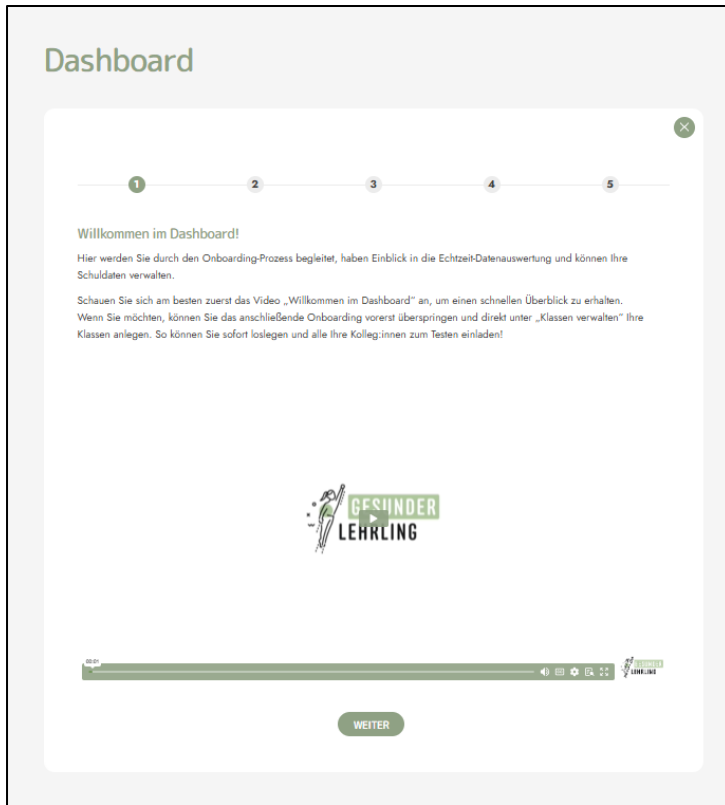 Dashboard
1 2 3 4 5
Willkommen im Dashboard!
Hier werden Sie durch den Onboarding-Prozess begleitet, haben Einblick in die Echtzeit-Datenauswertung und können Ihre
Schuldaten verwalten.
Schauen Sie sich am besten zuerst das Video „Willkommen im Dashboard" an, um einen schnellen Überblick zu erhalten.
Wenn Sie möchten, können Sie das anschließende Onboarding vorerst überspringen und direkt unter „Klassen verwalten" Ihre
Klassen anlegen. So können Sie sofort loslegen und alle Ihre Kolleg:innen zum Testen einladen!
GESUNDER
LEHRLING
00:01
GESUNDER
LEHRLING
WEITER